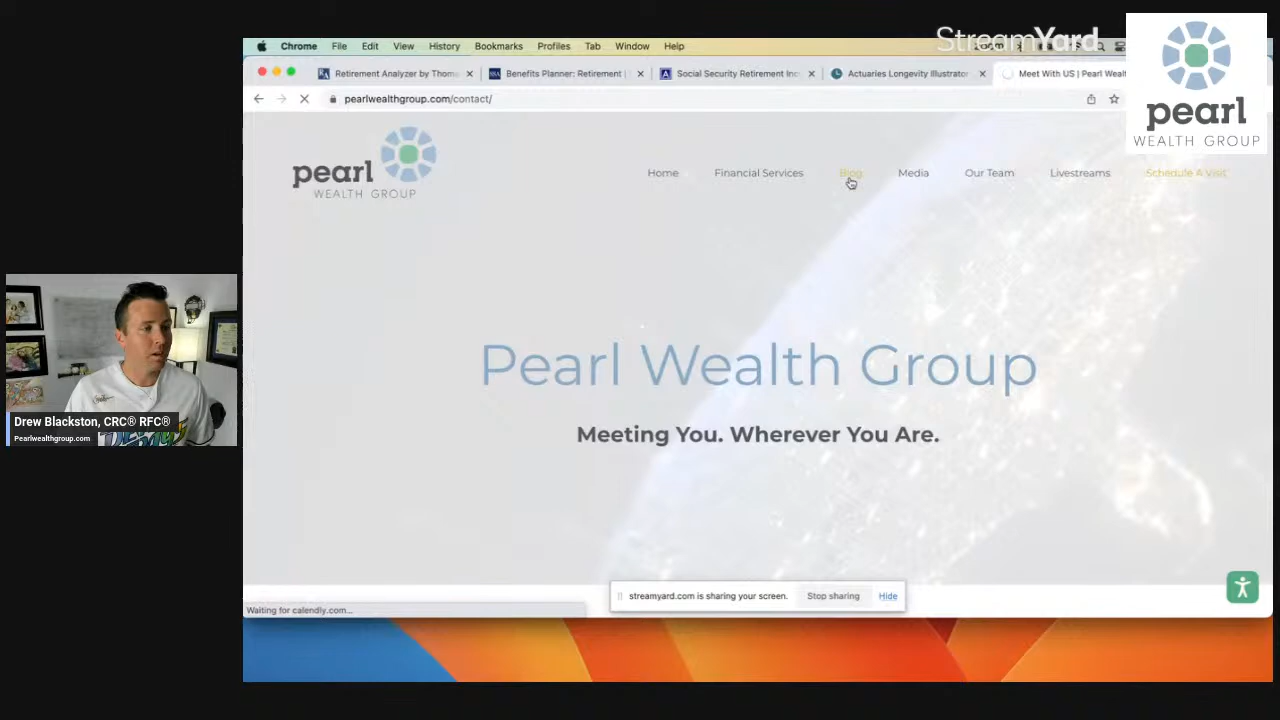 StreamYard
pearl
WEALTH GROUP
Chrome File Edit View History Bookmarks Profiles Tab Window Help
Retirement Analyzer by Thoma
Benefits Planner: Retirement |
Social Security Retirement Inc
Actuaries Longevity Illustrator
Meet With US | Pearl Wealt
pearlwealthgroup.com/contact/
pearl
WEALTH GROUP
Home Financial Services Blog Media Our Team Livestreams Schedule A Visit
Pearl Wealth Group
Meeting You. Wherever You Are.
Drew Blackston, CRC® RFC®
Pearlwealthgroup.com
streamyard.com is sharing your screen. Stop sharing Hide
Waiting for calendly.com...